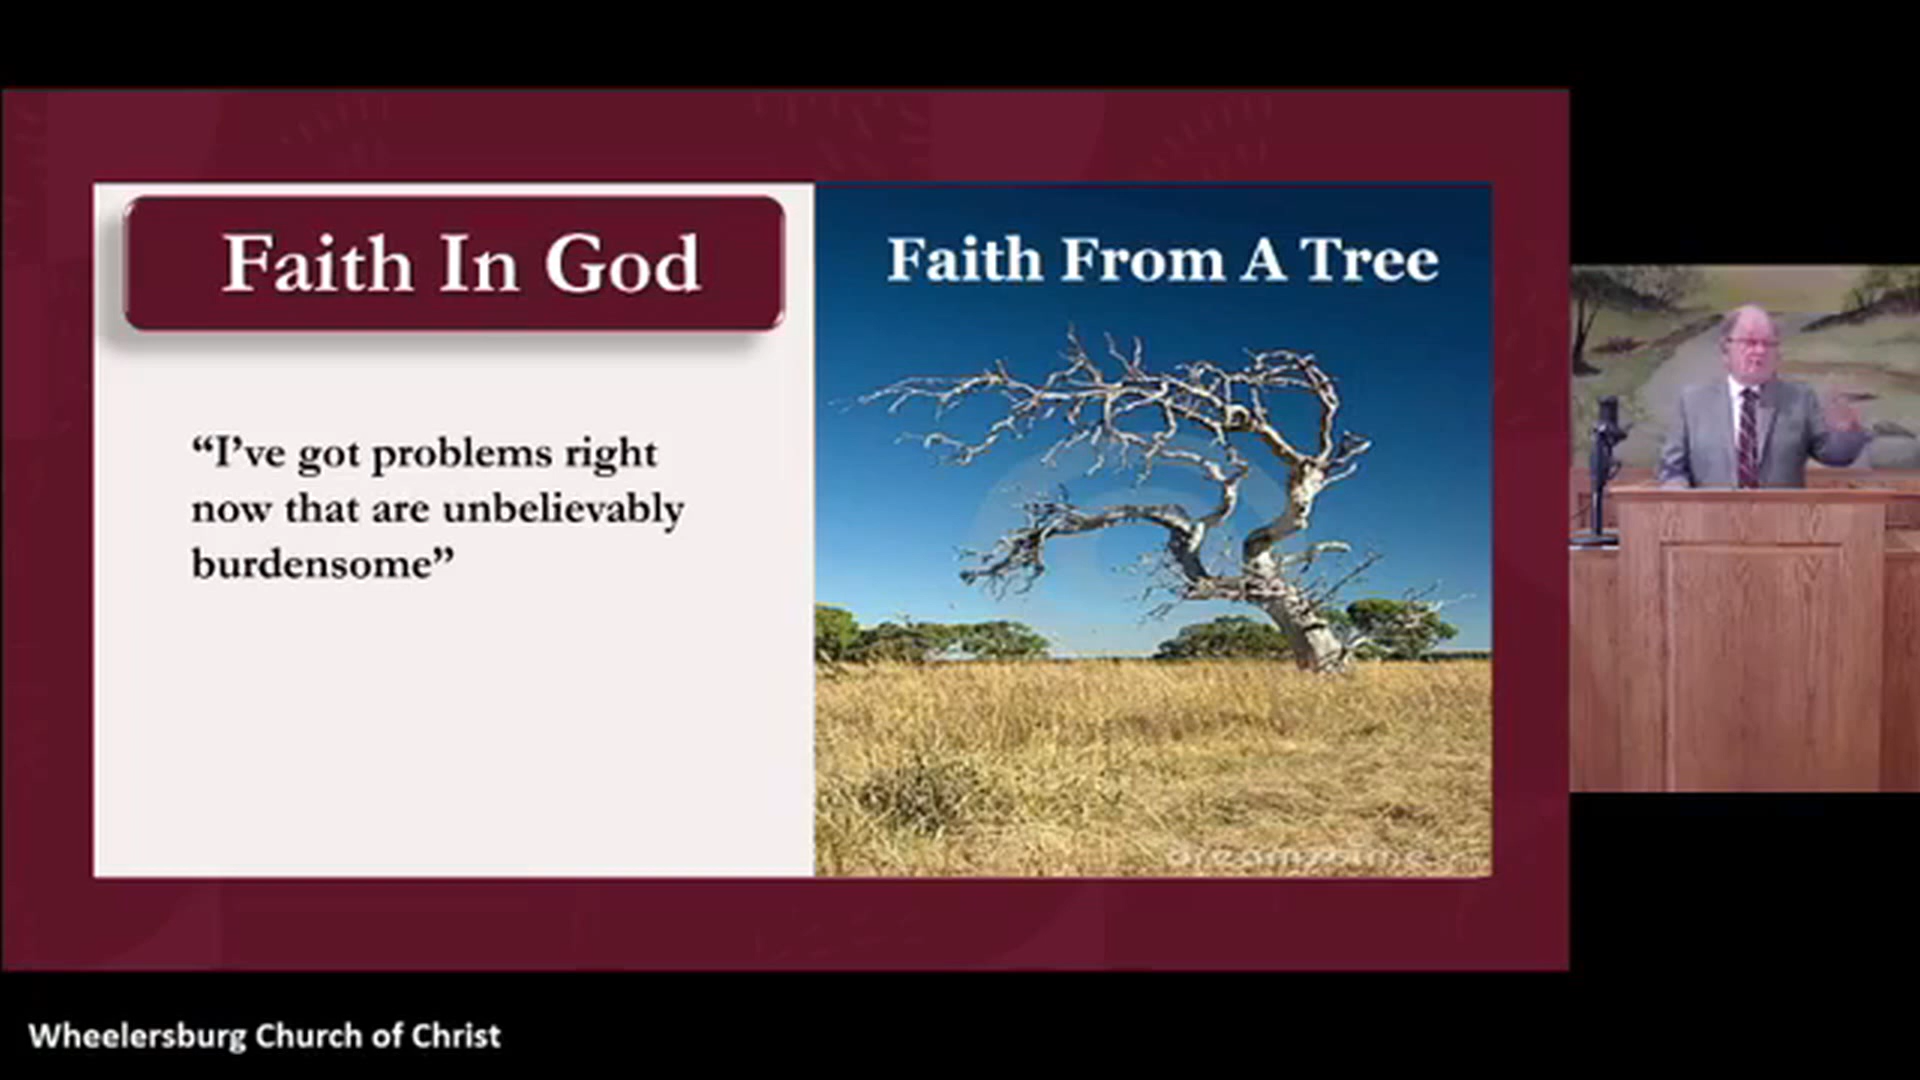 Faith In God
Faith From A Tree
“I’ve got problems right
now that are unbelievably
burdensome”
dreamstime
Wheelersburg Church of Christ